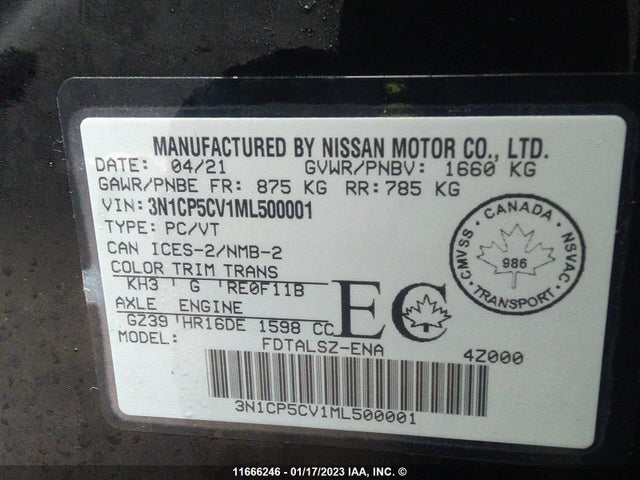 MANUFACTURED BY NISSAN MOTOR CO., LTD.
DATE: 04/21 GVWR/PNBV: 1660 KG
GAWR/PNBE FR: 875 KG RR: 785 KG
VIN: 3N1CP5CV1ML500001
TYPE: PC/VT
CAN ICES-2/NMB-2
COLOR TRIM TRANS
KH3 G RE0F11B
AXLE ENGINE
GZ39 HR16DE 1598 CC
MODEL: FDTALSZ-ENA 4Z000
EC
CANADA
CMVSS 986 NSVAC
TRANSPORT
3N1CP5CV1ML500001
11666246 - 01/17/2023 IAA, INC. ©